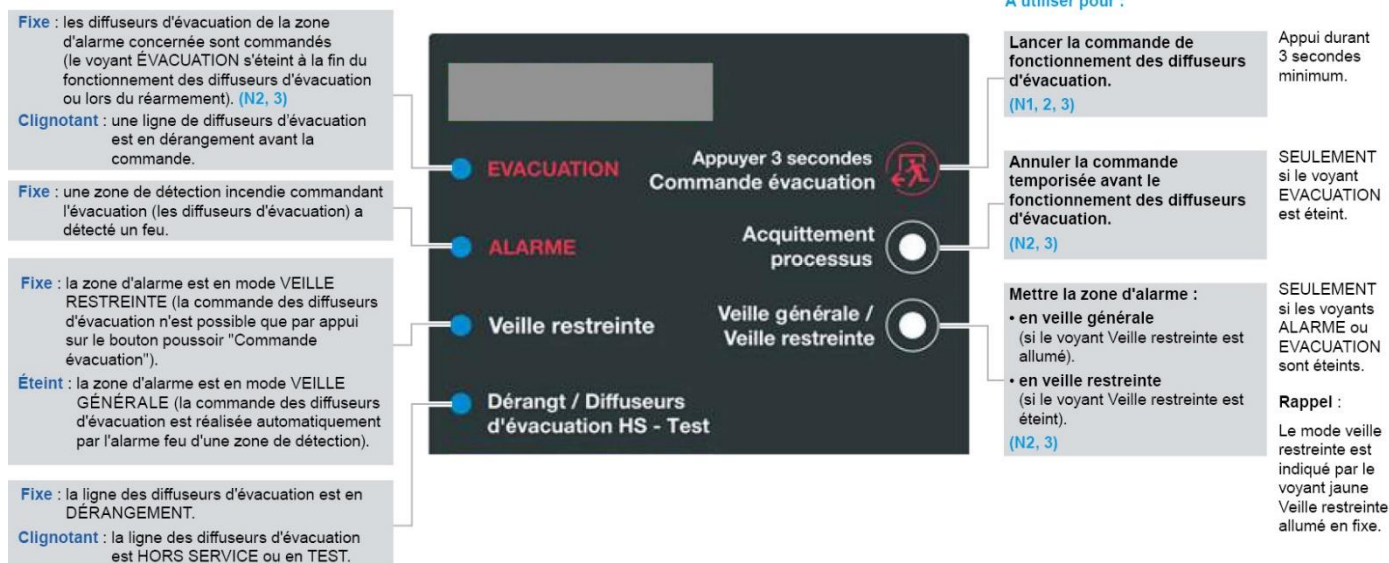 Fixe : les diffuseurs d'évacuation de la zone
d'alarme concernée sont commandés
(le voyant ÉVACUATION s'éteint à la fin du
fonctionnement des diffuseurs d'évacuation
ou lors du réarmement). (N2, 3)
Clignotant : une ligne de diffuseurs d'évacuation
est en dérangement avant la
commande.
Fixe : une zone de détection incendie commandant
l'évacuation (les diffuseurs d'évacuation) a
détecté un feu.
Fixe : la zone d'alarme est en mode VEILLE
RESTREINTE (la commande des diffuseurs
d'évacuation n'est possible que par appui
sur le bouton poussoir "Commande
évacuation").
Éteint : la zone d'alarme est en mode VEILLE
GÉNÉRALE (la commande des diffuseurs
d'évacuation est réalisée automatiquement
par l'alarme feu d'une zone de détection).
Fixe : la ligne des diffuseurs d'évacuation est en
DÉRANGEMENT.
Clignotant : la ligne des diffuseurs d'évacuation
est HORS SERVICE ou en TEST.
EVACUATION
ALARME
Veille restreinte
Dérangt / Diffuseurs
d'évacuation HS - Test
Appuyer 3 secondes
Commande évacuation
Acquittement
processus
Veille générale /
Veille restreinte
A utiliser pour :
Lancer la commande de
fonctionnement des diffuseurs
d'évacuation.
(N1, 2, 3)
Appui durant
3 secondes
minimum.
Annuler la commande
temporisée avant le
fonctionnement des diffuseurs
d'évacuation.
(N2, 3)
SEULEMENT
si le voyant
EVACUATION
est éteint.
Mettre la zone d'alarme :
• en veille générale
(si le voyant Veille restreinte est
allumé).
• en veille restreinte
(si le voyant Veille restreinte est
éteint).
(N2, 3)
SEULEMENT
si les voyants
ALARME ou
EVACUATION
sont éteints.
Rappel :
Le mode veille
restreinte est
indiqué par le
voyant jaune
Veille restreinte
allumé en fixe.